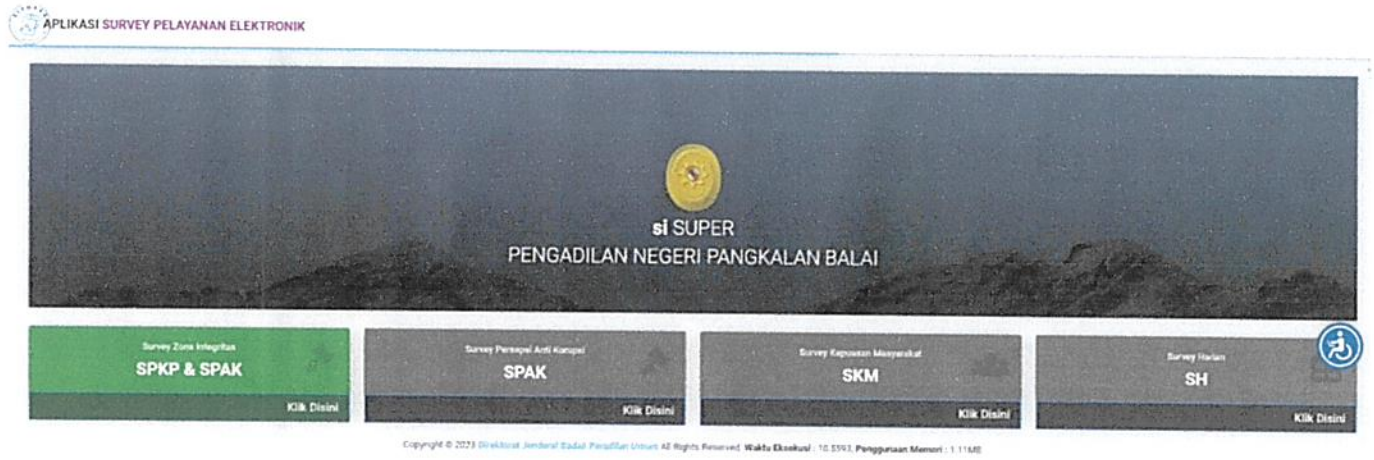 APLIKASI SURVEY PELAYANAN ELEKTRONIK
si SUPER
PENGADILAN NEGERI PANGKALAN BALAI
Survey Zona Integritas
SPKP & SPAK
Klik Disini
Survey Persepsi Anti Korupsi
SPAK
Klik Disini
Survey Kepuasan Masyarakat
SKM
Klik Disini
Survey Harian
SH
Klik Disini
Copyright © 2023 Direktorat Jenderal Badan Peradilan Umum All Rights Reserved. Waktu Eksekusi : Penggunaan Memori : 1.11MB